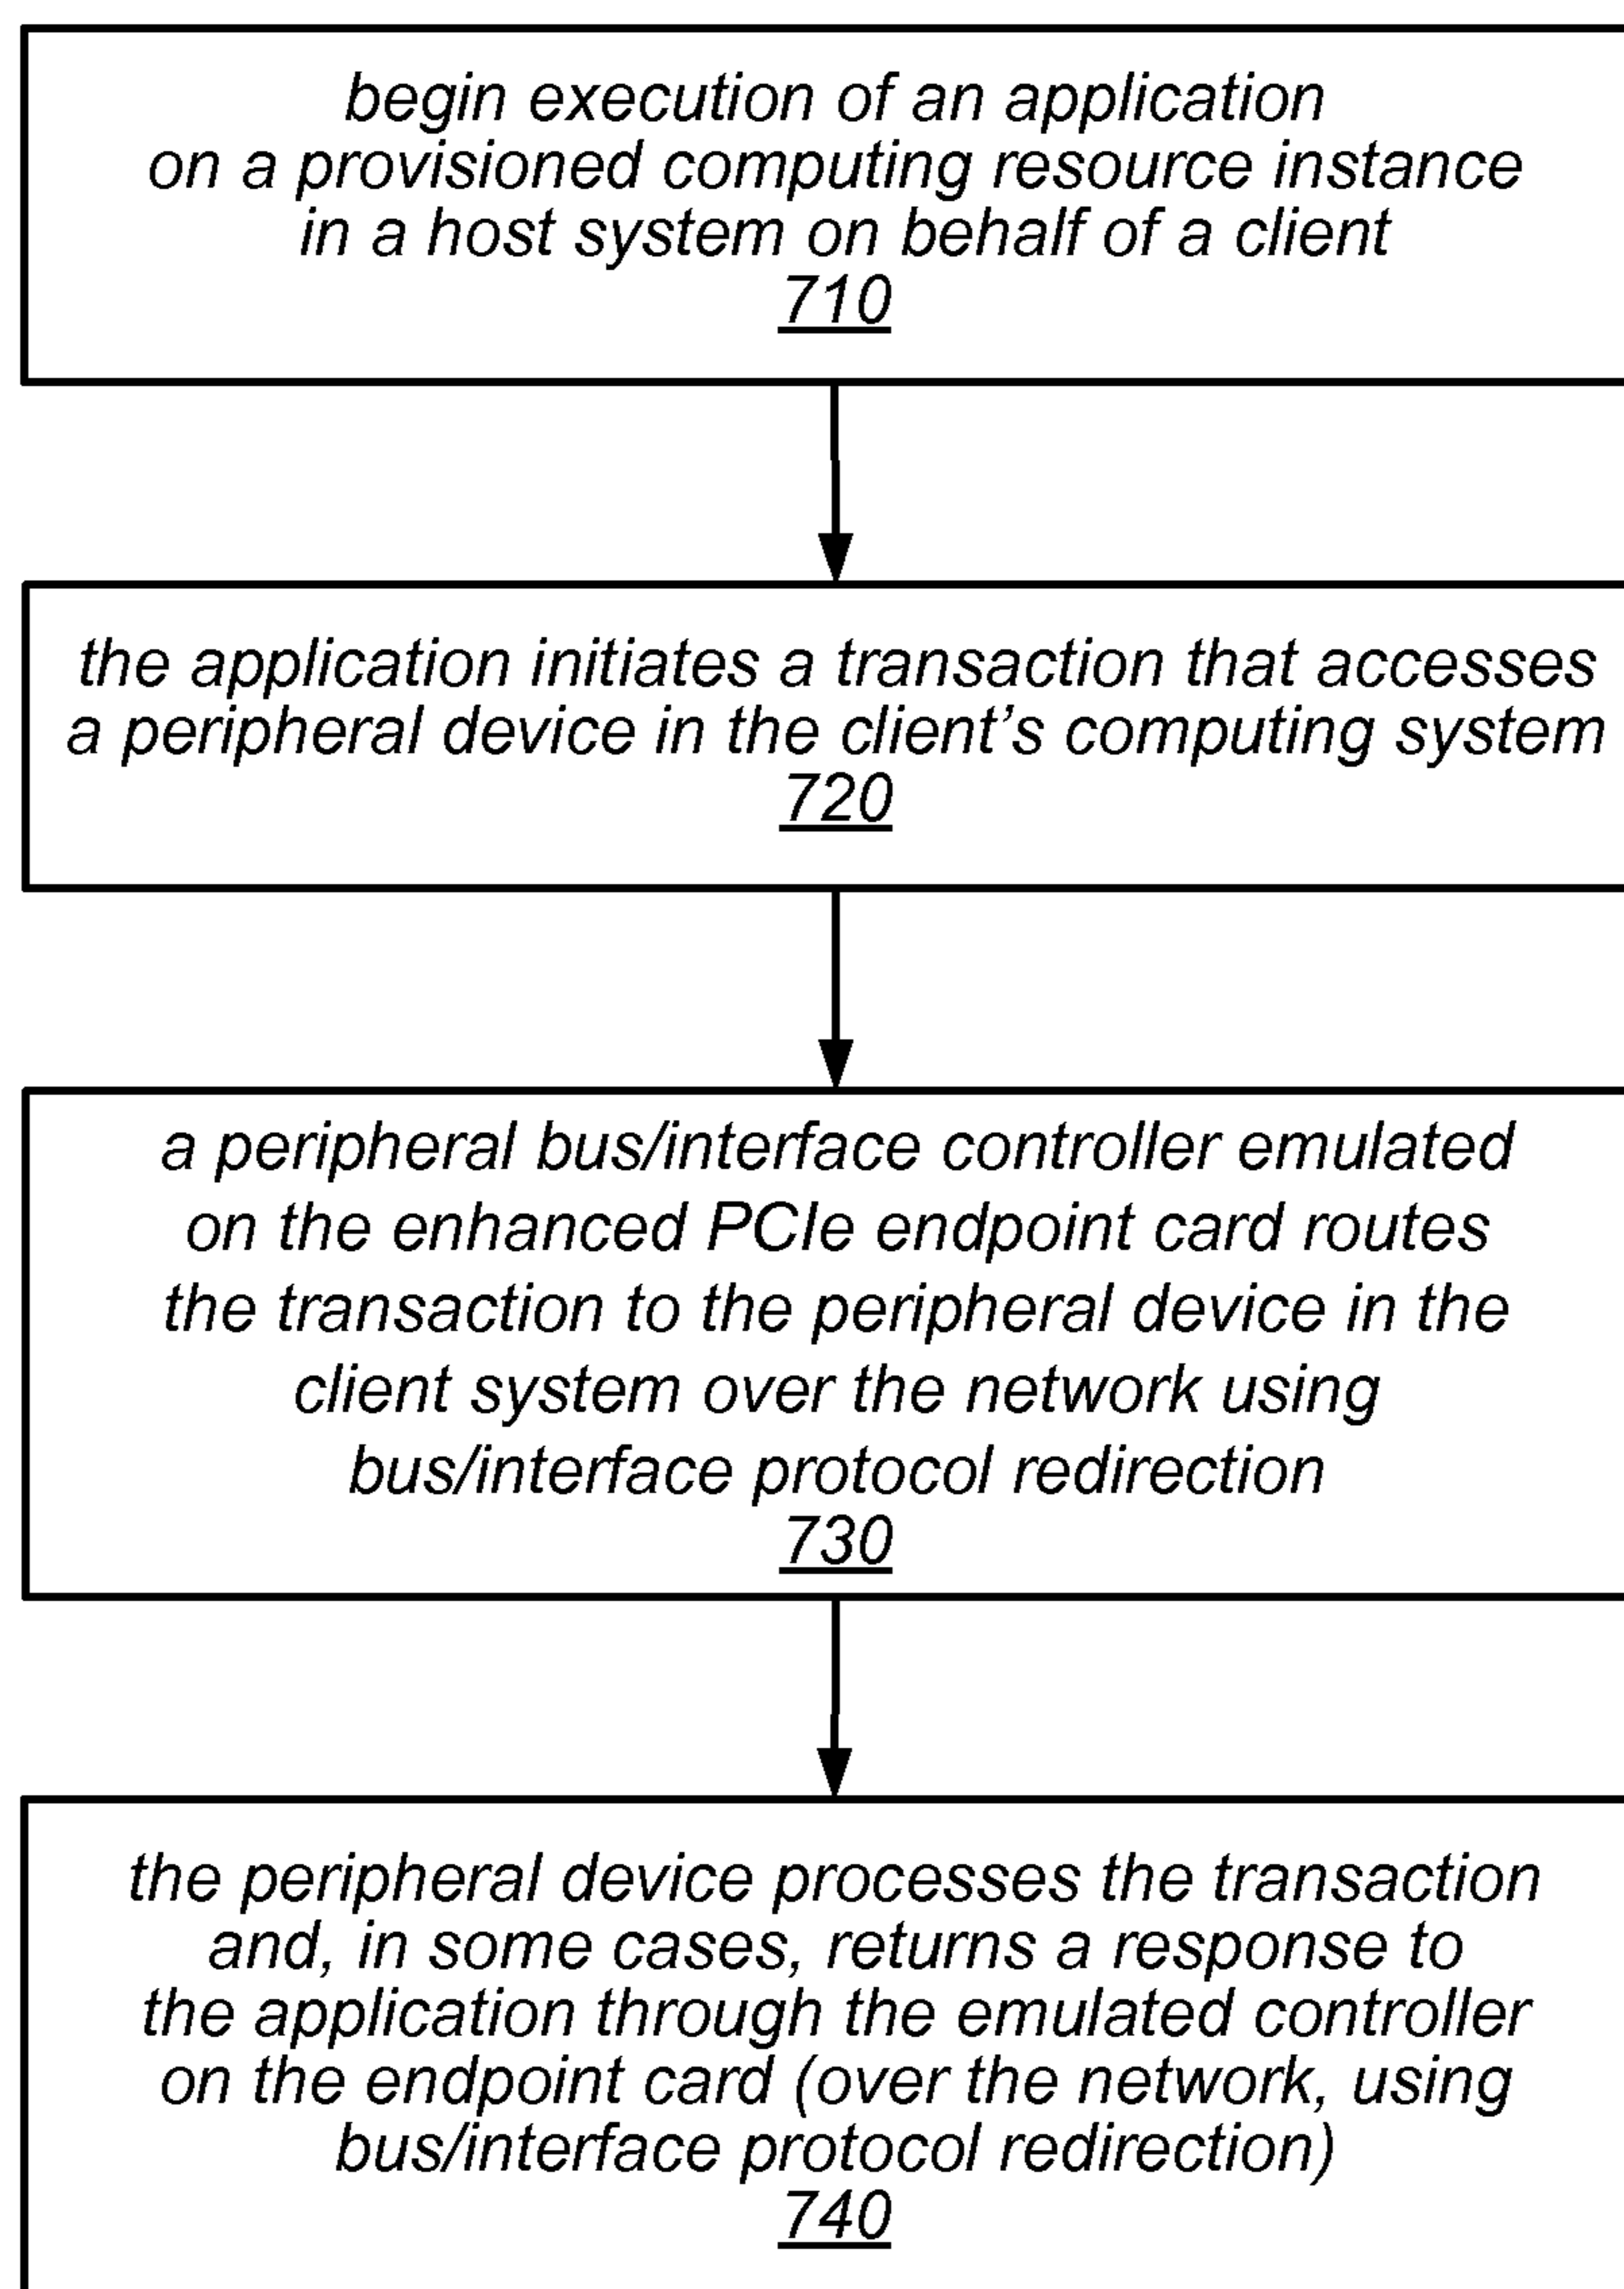 begin execution of an application
on a provisioned computing resource instance
in a host system on behalf of a client
710
the application initiates a transaction that accesses
a peripheral device in the client’s computing system
720
a peripheral bus/interface controller emulated
on the enhanced PCIe endpoint card routes
the transaction to the peripheral device in the
client system over the network using
bus/interface protocol redirection
730
the peripheral device processes the transaction
and, in some cases, returns a response to
the application through the emulated controller
on the endpoint card (over the network, using
bus/interface protocol redirection)
740